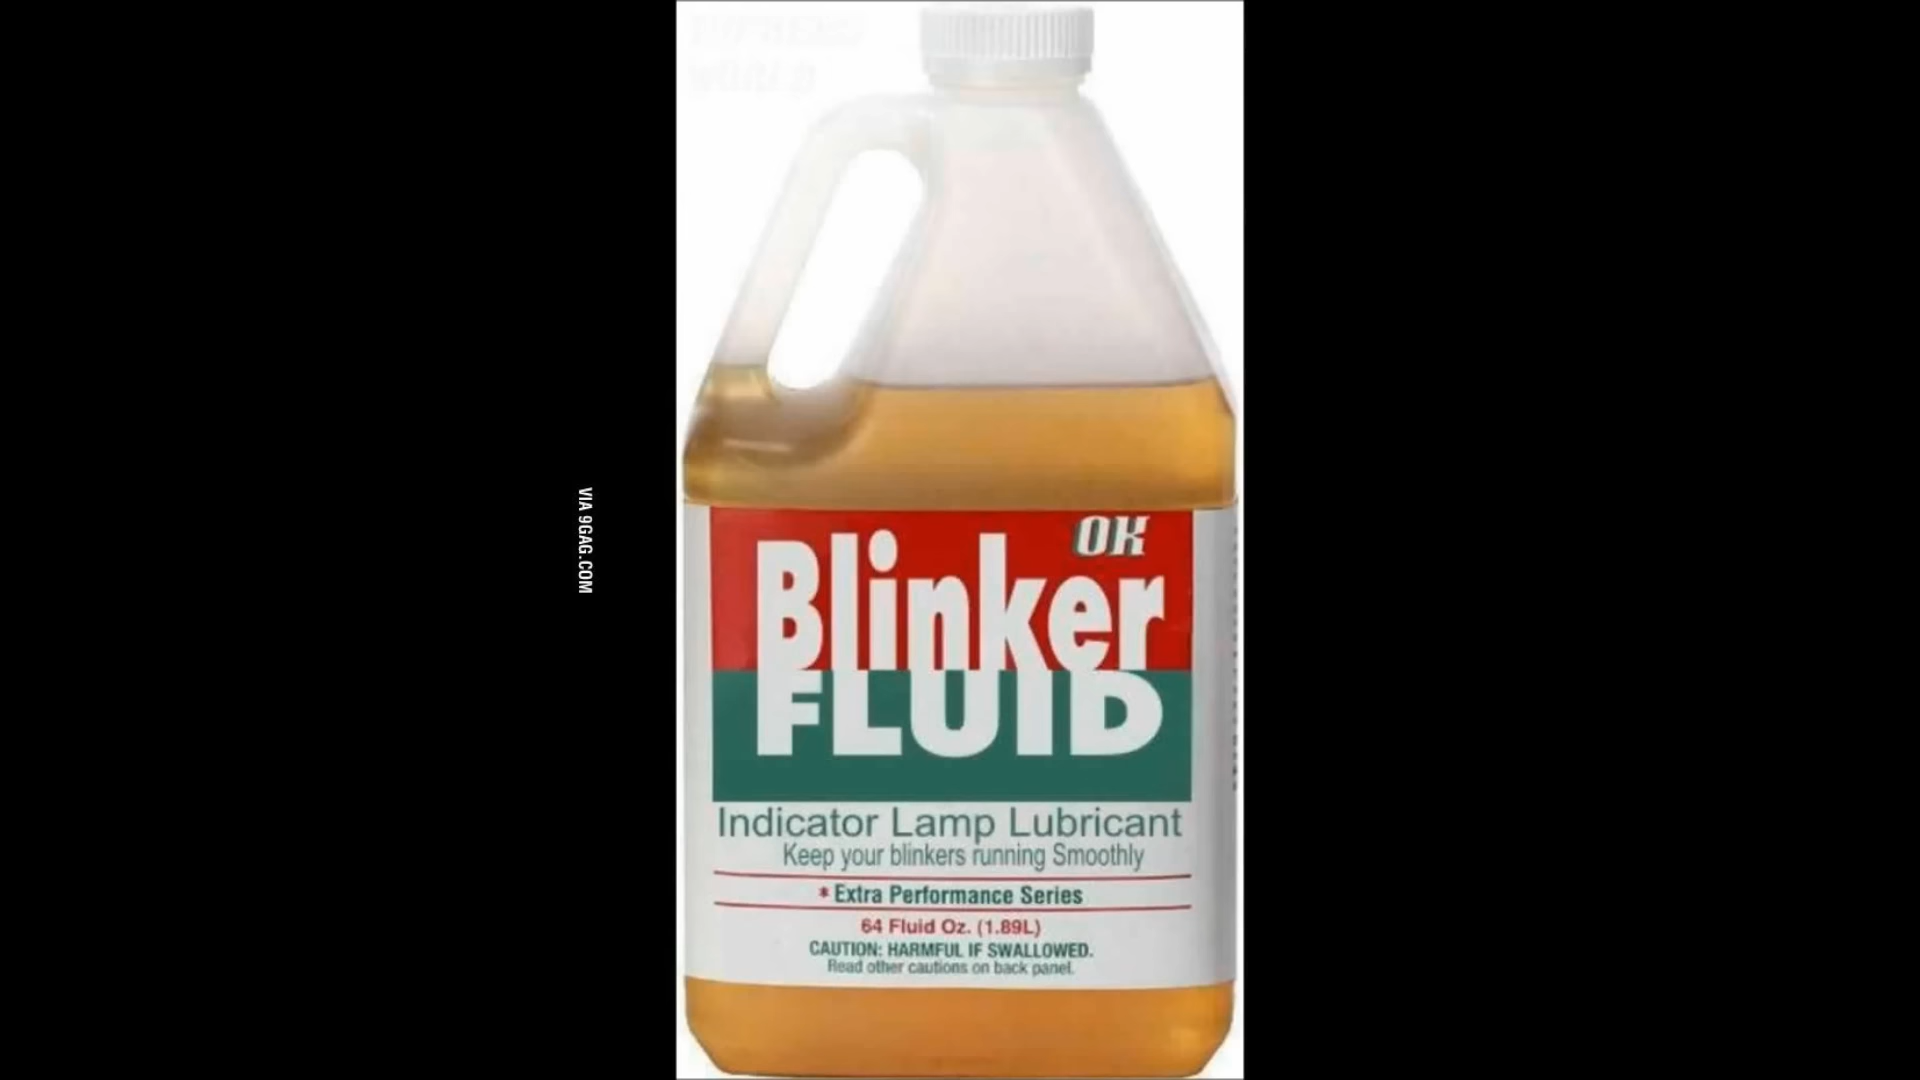 OK
Blinker
FLUID
Indicator Lamp Lubricant
Keep your blinkers running Smoothly
* Extra Performance Series
64 Fluid Oz. (1.89L)
CAUTION: HARMFUL IF SWALLOWED.
Read other cautions on back panel.
VIA 9GAG.COM